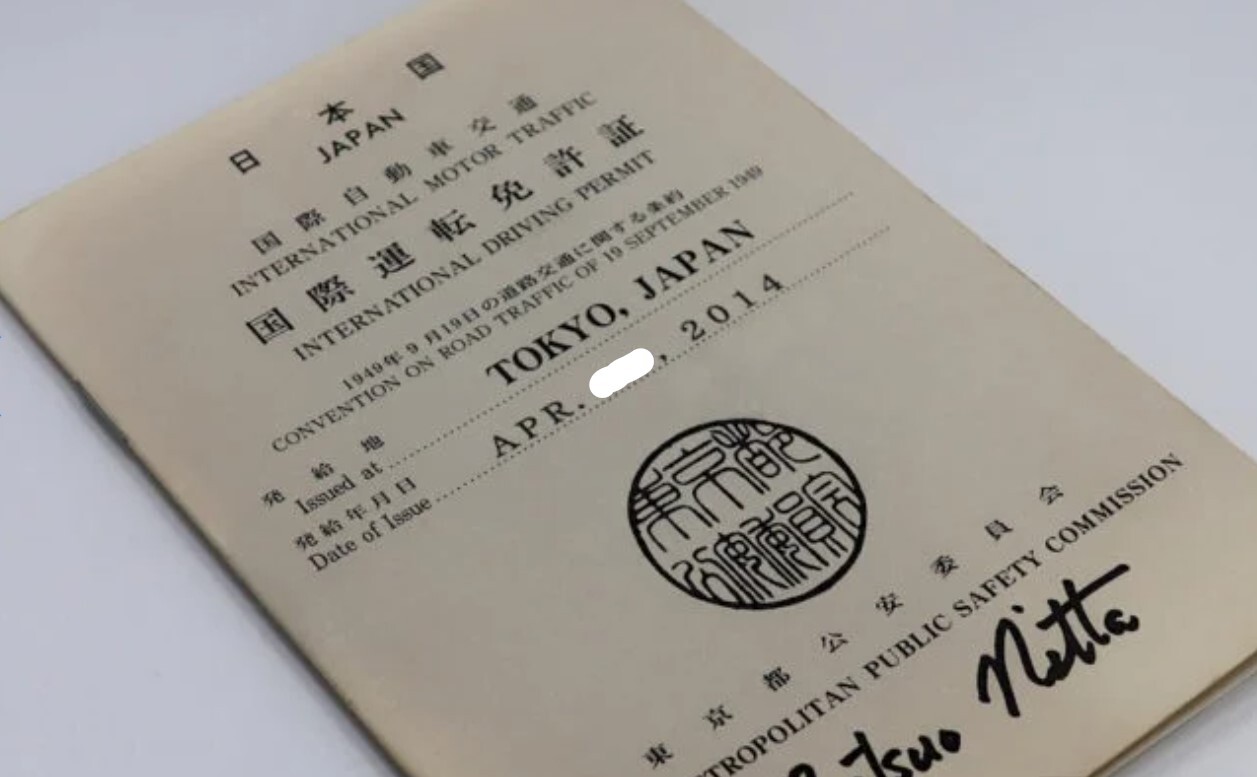 日本国
JAPAN
国際自動車交通
INTERNATIONAL MOTOR TRAFFIC
国際運転免許証
INTERNATIONAL DRIVING PERMIT
1949年9月19日の道路交通に関する条約
CONVENTION ON ROAD TRAFFIC OF 19 SEPTEMBER 1949
発給地
Issued at TOKYO, JAPAN
発給年月日
Date of Issue APR. , 2014
東京都公安委員会
METROPOLITAN PUBLIC SAFETY COMMISSION
Nitta